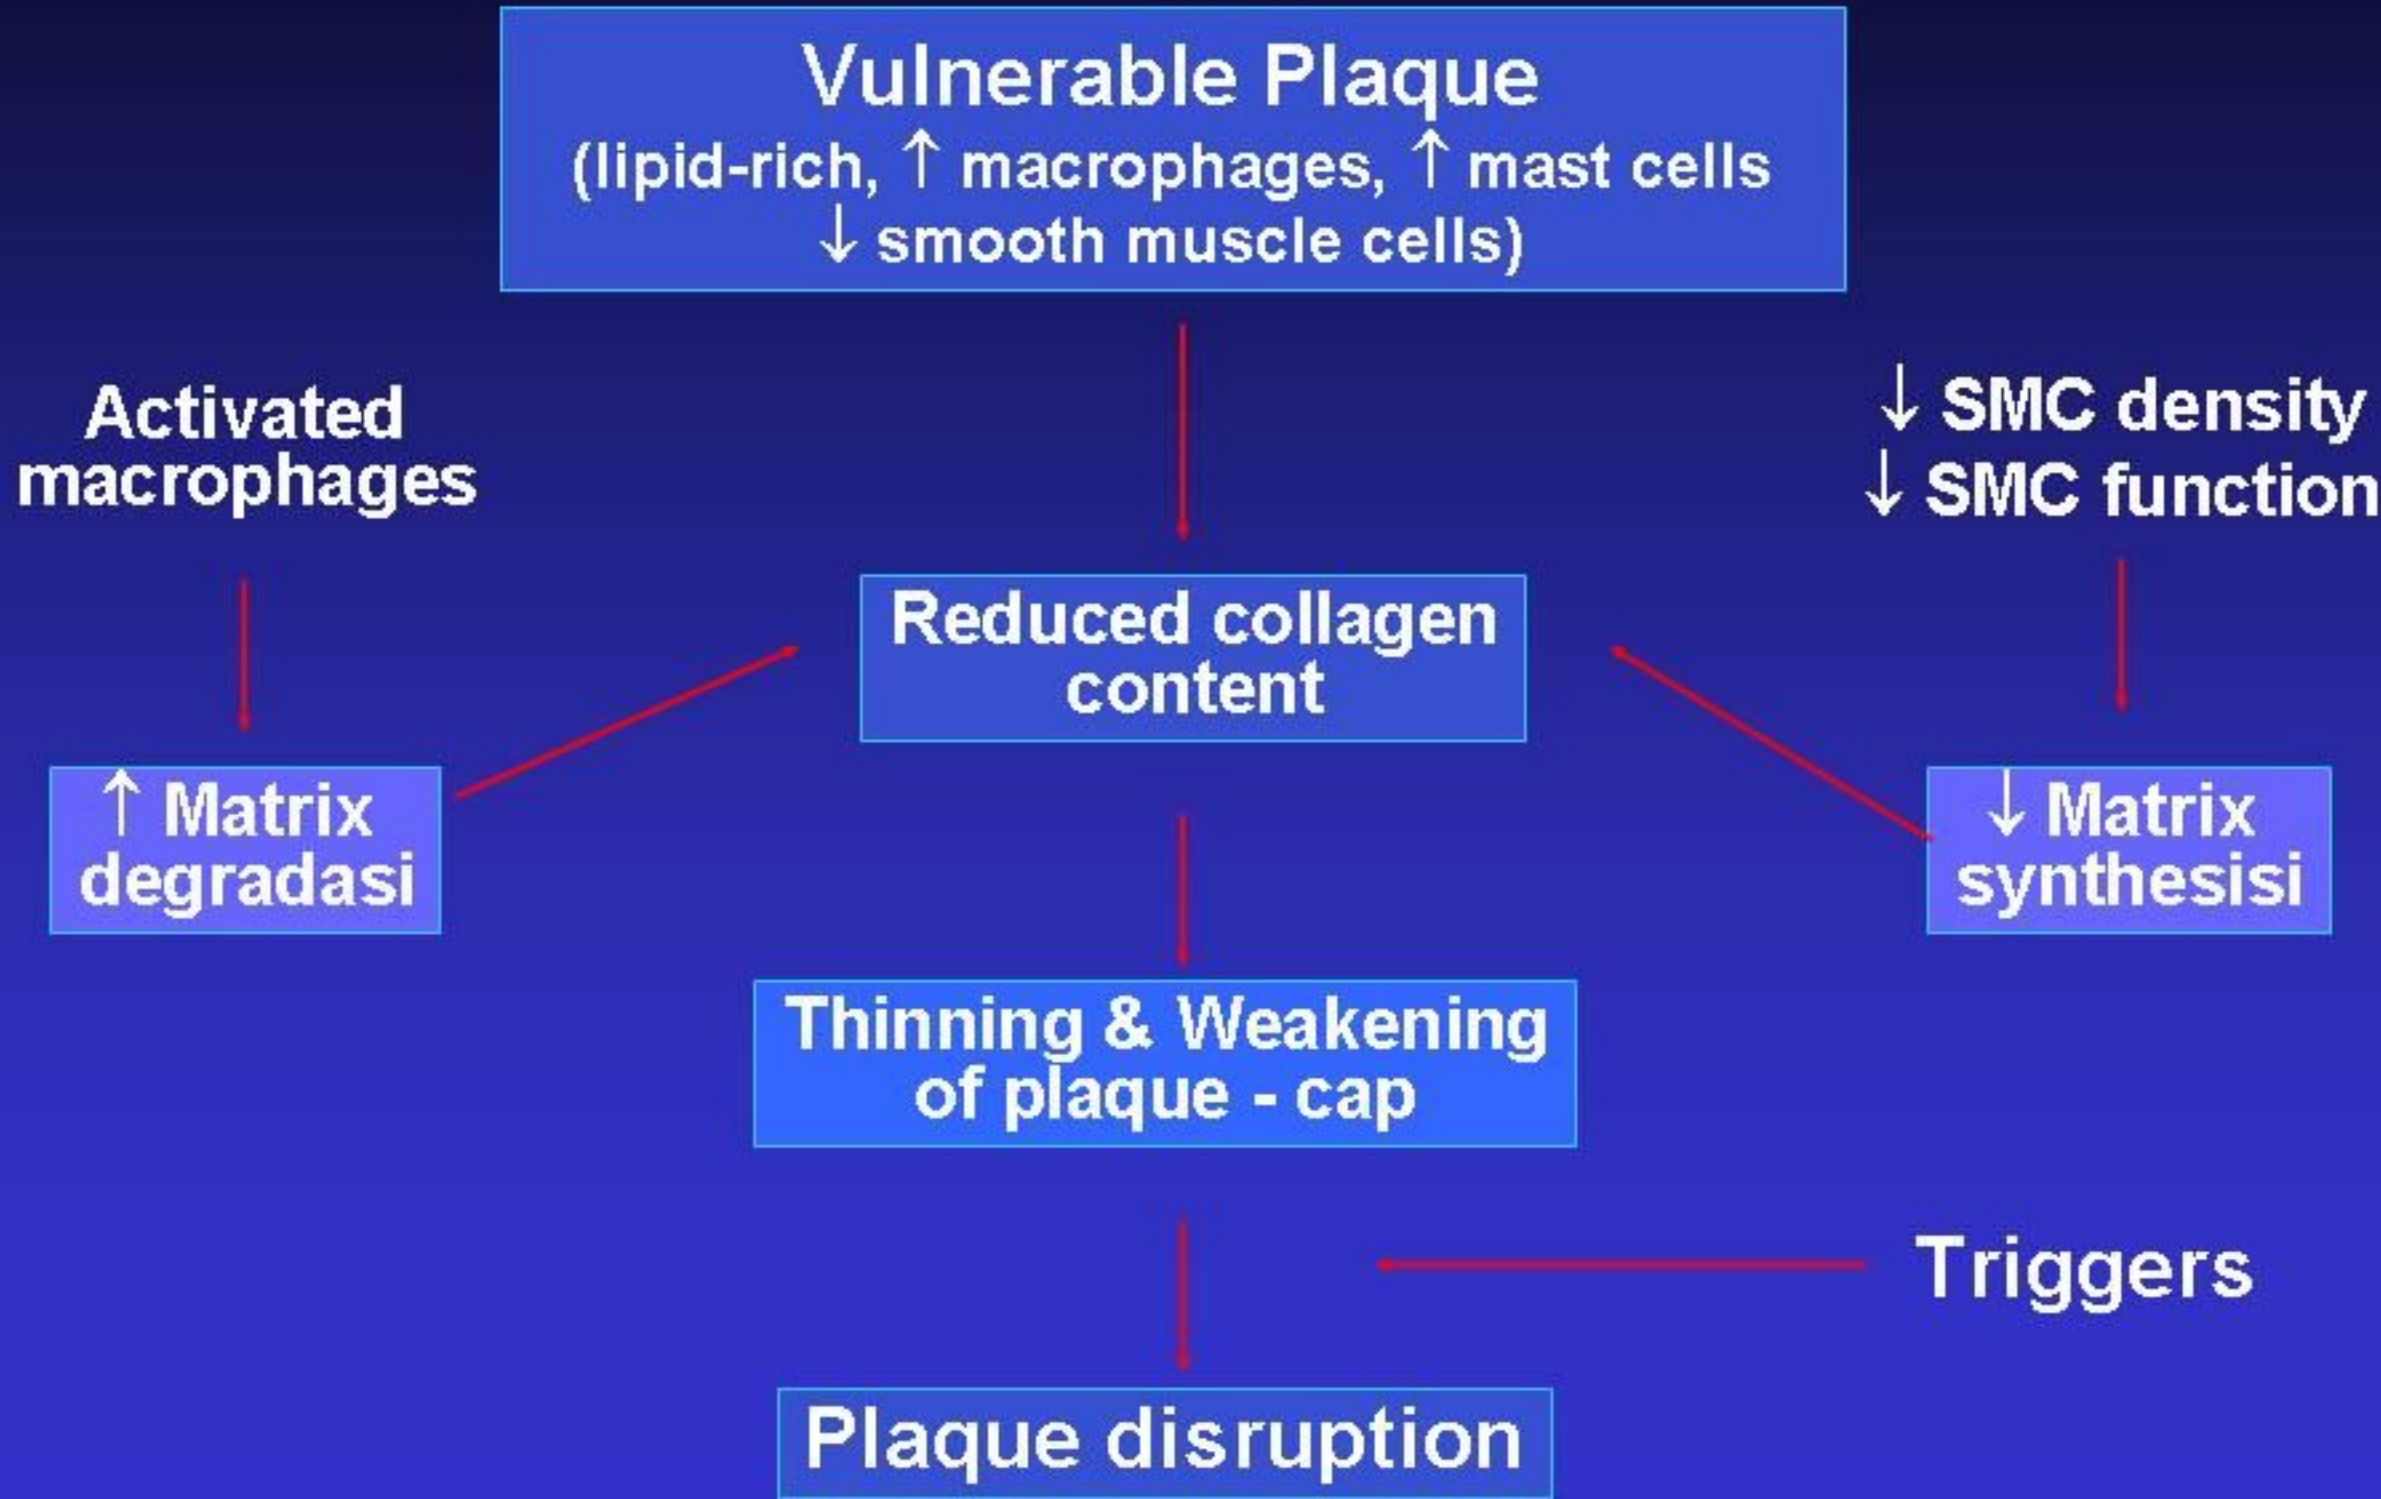 Vulnerable Plaque
(lipid-rich, ↑ macrophages, ↑ mast cells
↓ smooth muscle cells)
Activated
macrophages
↓ SMC density
↓ SMC function
Reduced collagen
content
↑ Matrix
degradasi
↓ Matrix
synthesisi
Thinning & Weakening
of plaque - cap
Triggers
Plaque disruption